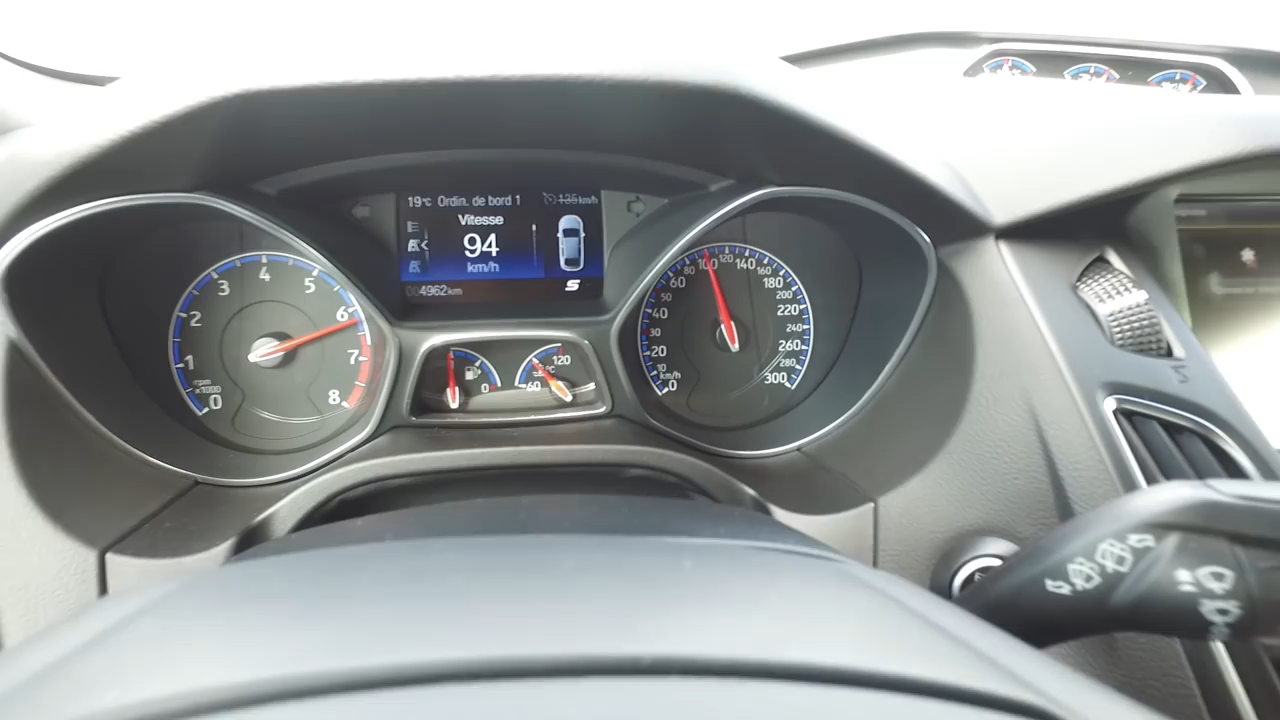 19°C Ordin. de bord 1 135 km/h
Vitesse
94
km/h
4962 km
S
0 1 2 3 4 5 6 7 8
rpm
x1000
0
60 120
°C
0 10 20 30 40 60 80 100 120 140 160 180 200 220 240 260 280 300
km/h